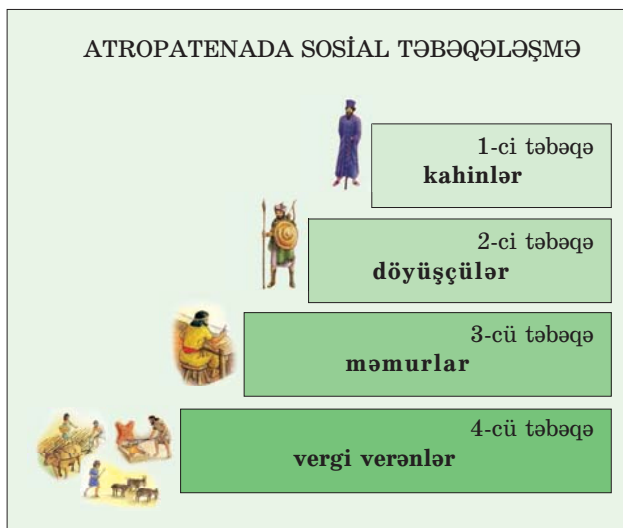 ATROPATENADA SOSİAL TƏBƏQƏLƏŞMƏ
1-ci təbəqə
kahinlər
2-ci təbəqə
döyüşçülər
3-cü təbəqə
məmurlar
4-cü təbəqə
vergi verənlər